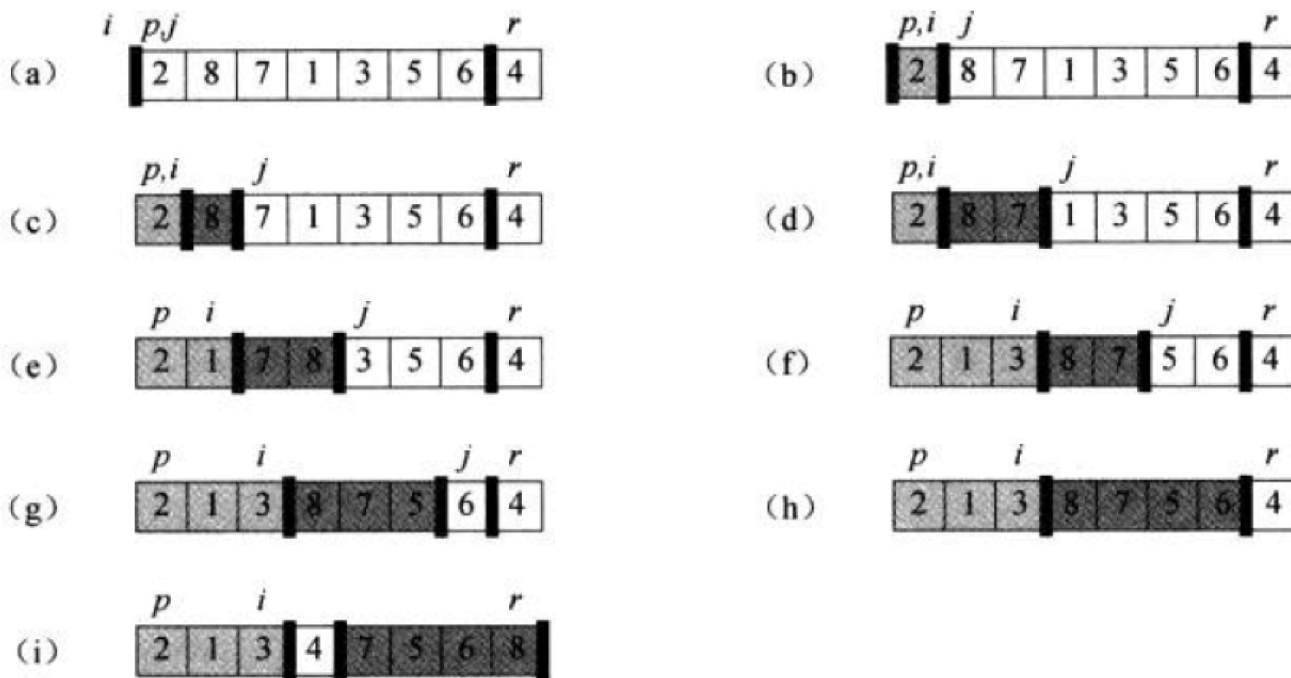 i p,j r
(a) 2 8 7 1 3 5 6 4
p,i j r
(b) 2 8 7 1 3 5 6 4
p,i j r
(c) 2 8 7 1 3 5 6 4
p,i j r
(d) 2 8 7 1 3 5 6 4
p i j r
(e) 2 1 7 8 3 5 6 4
p i j r
(f) 2 1 3 8 7 5 6 4
p i j r
(g) 2 1 3 8 7 5 6 4
p i r
(h) 2 1 3 8 7 5 6 4
p i r
(i) 2 1 3 4 7 5 6 8